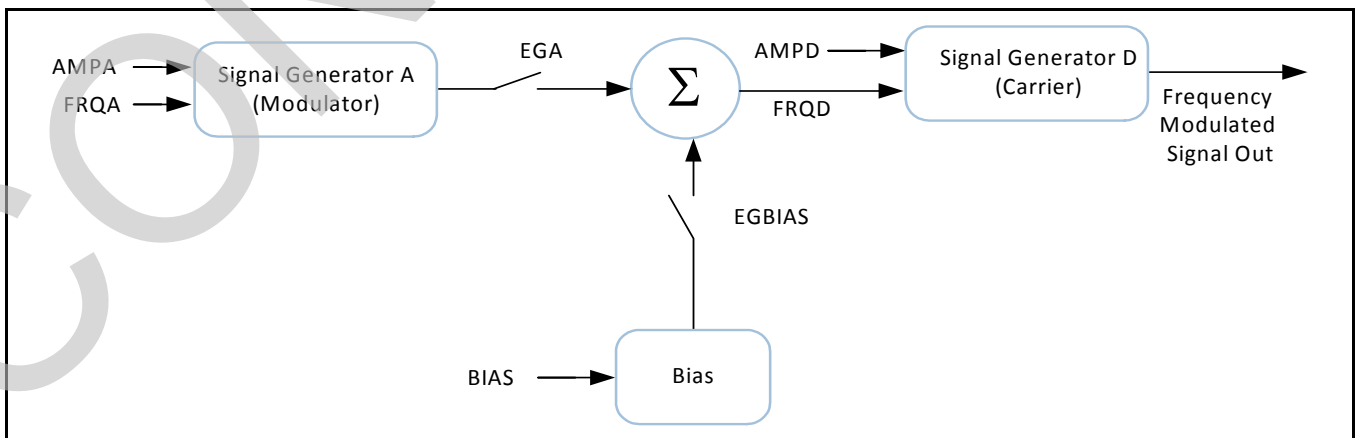 AMPA
FRQA
Signal Generator A
(Modulator)
EGA
Σ
AMPD
FRQD
Signal Generator D
(Carrier)
Frequency
Modulated
Signal Out
EGBIAS
BIAS
Bias